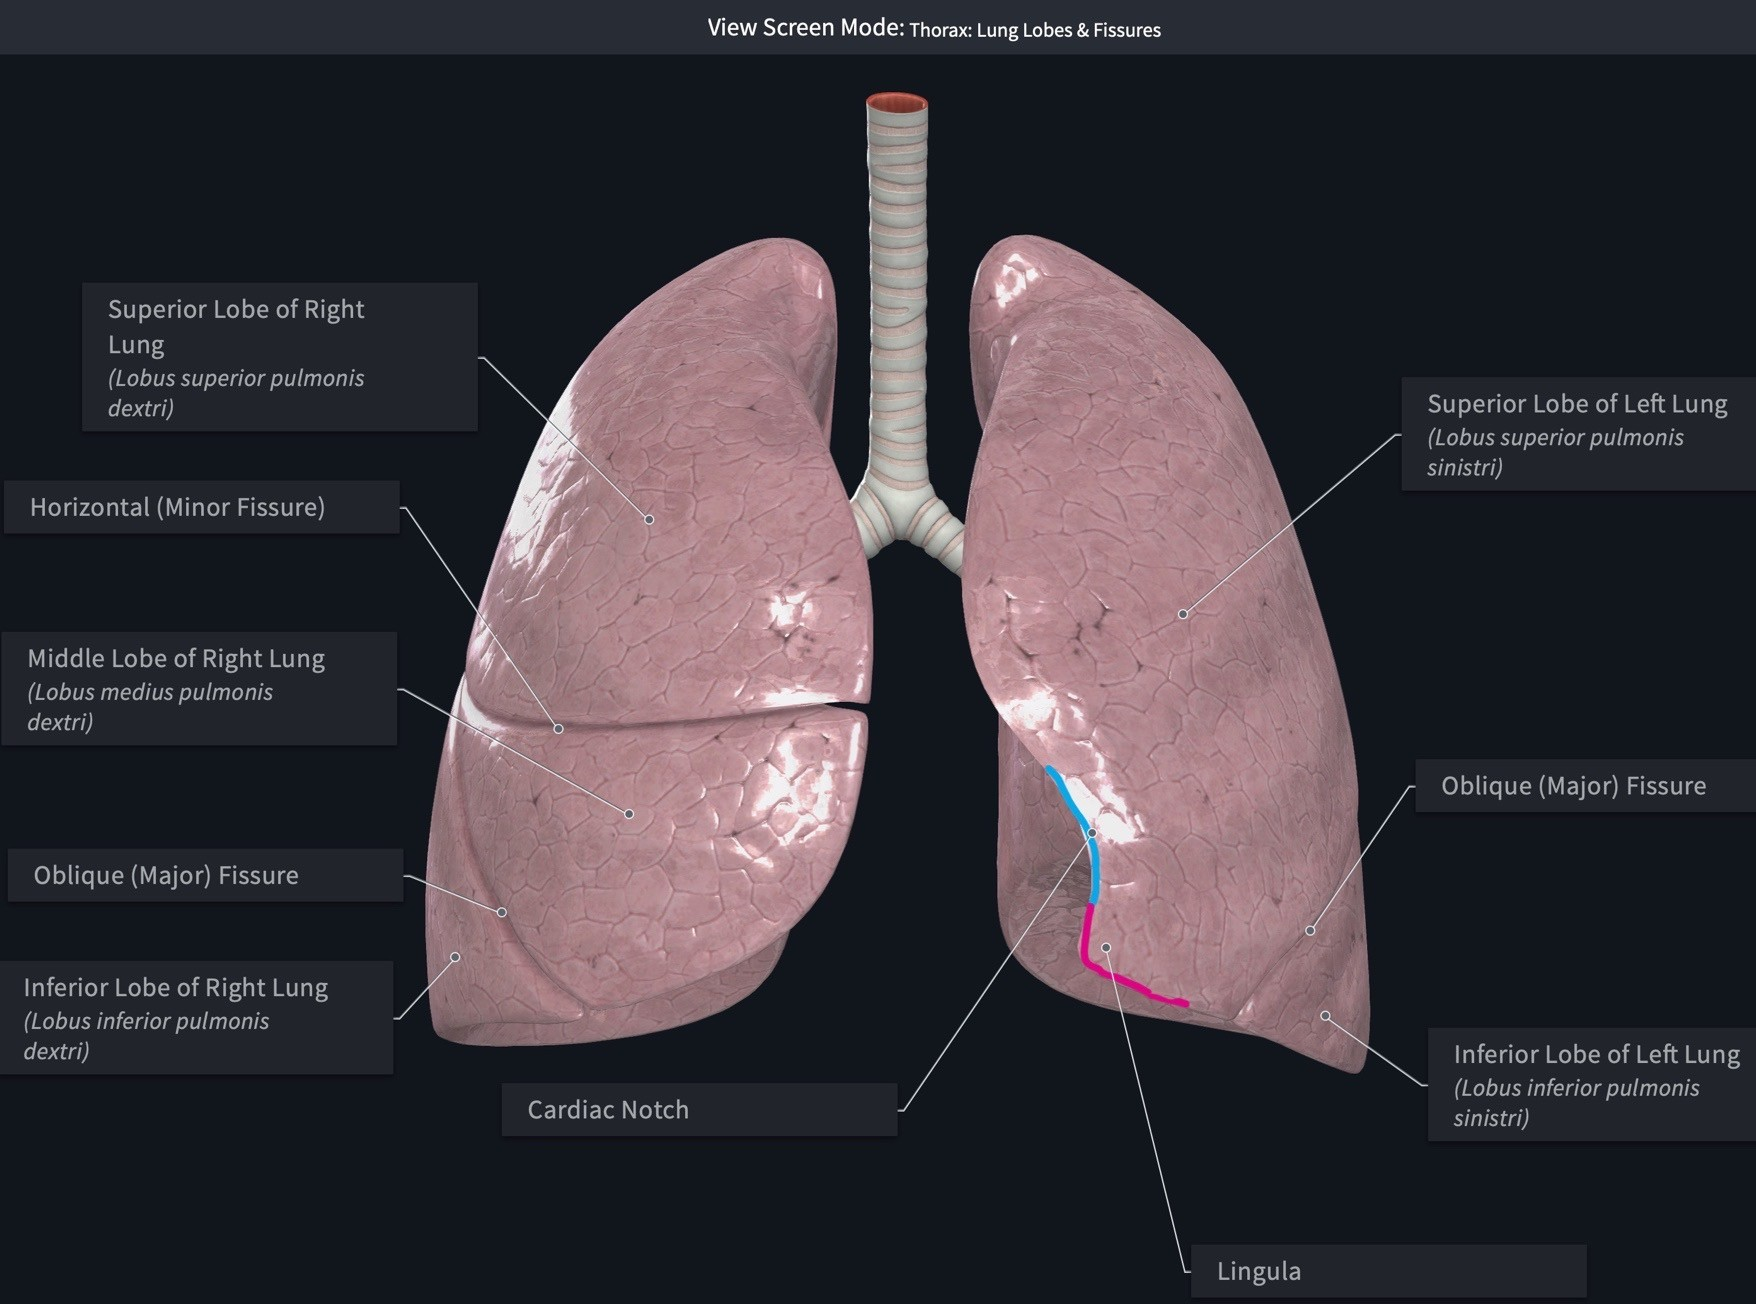 View Screen Mode: Thorax: Lung Lobes & Fissures
Superior Lobe of Right
Lung
(Lobus superior pulmonis
dextri)
Horizontal (Minor Fissure)
Middle Lobe of Right Lung
(Lobus medius pulmonis
dextri)
Oblique (Major) Fissure
Inferior Lobe of Right Lung
(Lobus inferior pulmonis
dextri)
Cardiac Notch
Superior Lobe of Left Lung
(Lobus superior pulmonis
sinistri)
Oblique (Major) Fissure
Inferior Lobe of Left Lung
(Lobus inferior pulmonis
sinistri)
Lingula